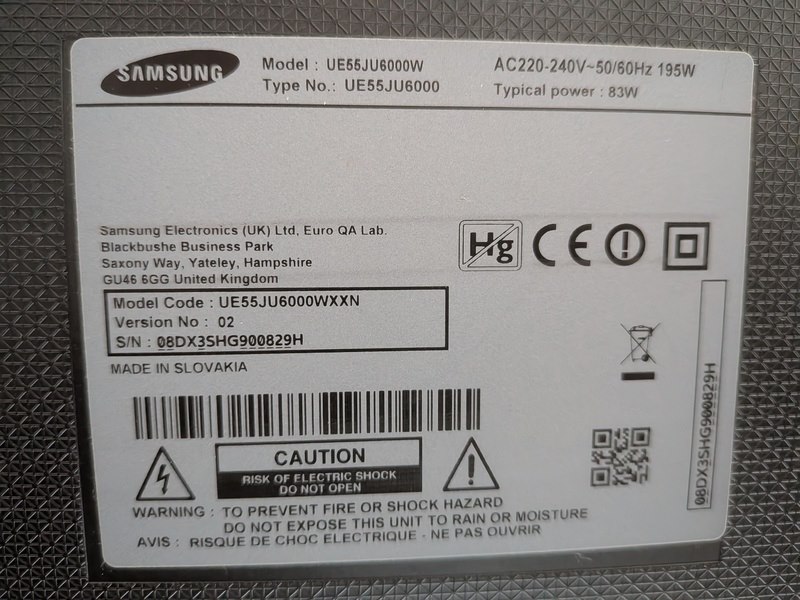 SAMSUNG
Model : UE55JU6000W
Type No.: UE55JU6000
AC220-240V~50/60Hz 195W
Typical power : 83W
Samsung Electronics (UK) Ltd, Euro QA Lab.
Blackbushe Business Park
Saxony Way, Yateley, Hampshire
GU46 6GG United Kingdom
Hg CE
Model Code : UE55JU6000WXXN
Version No : 02
S/N : 08DX3SHG900829H
MADE IN SLOVAKIA
08DX3SHG900829H
CAUTION
RISK OF ELECTRIC SHOCK
DO NOT OPEN
WARNING : TO PREVENT FIRE OR SHOCK HAZARD
DO NOT EXPOSE THIS UNIT TO RAIN OR MOISTURE
AVIS : RISQUE DE CHOC ELECTRIQUE - NE PAS OUVRIR